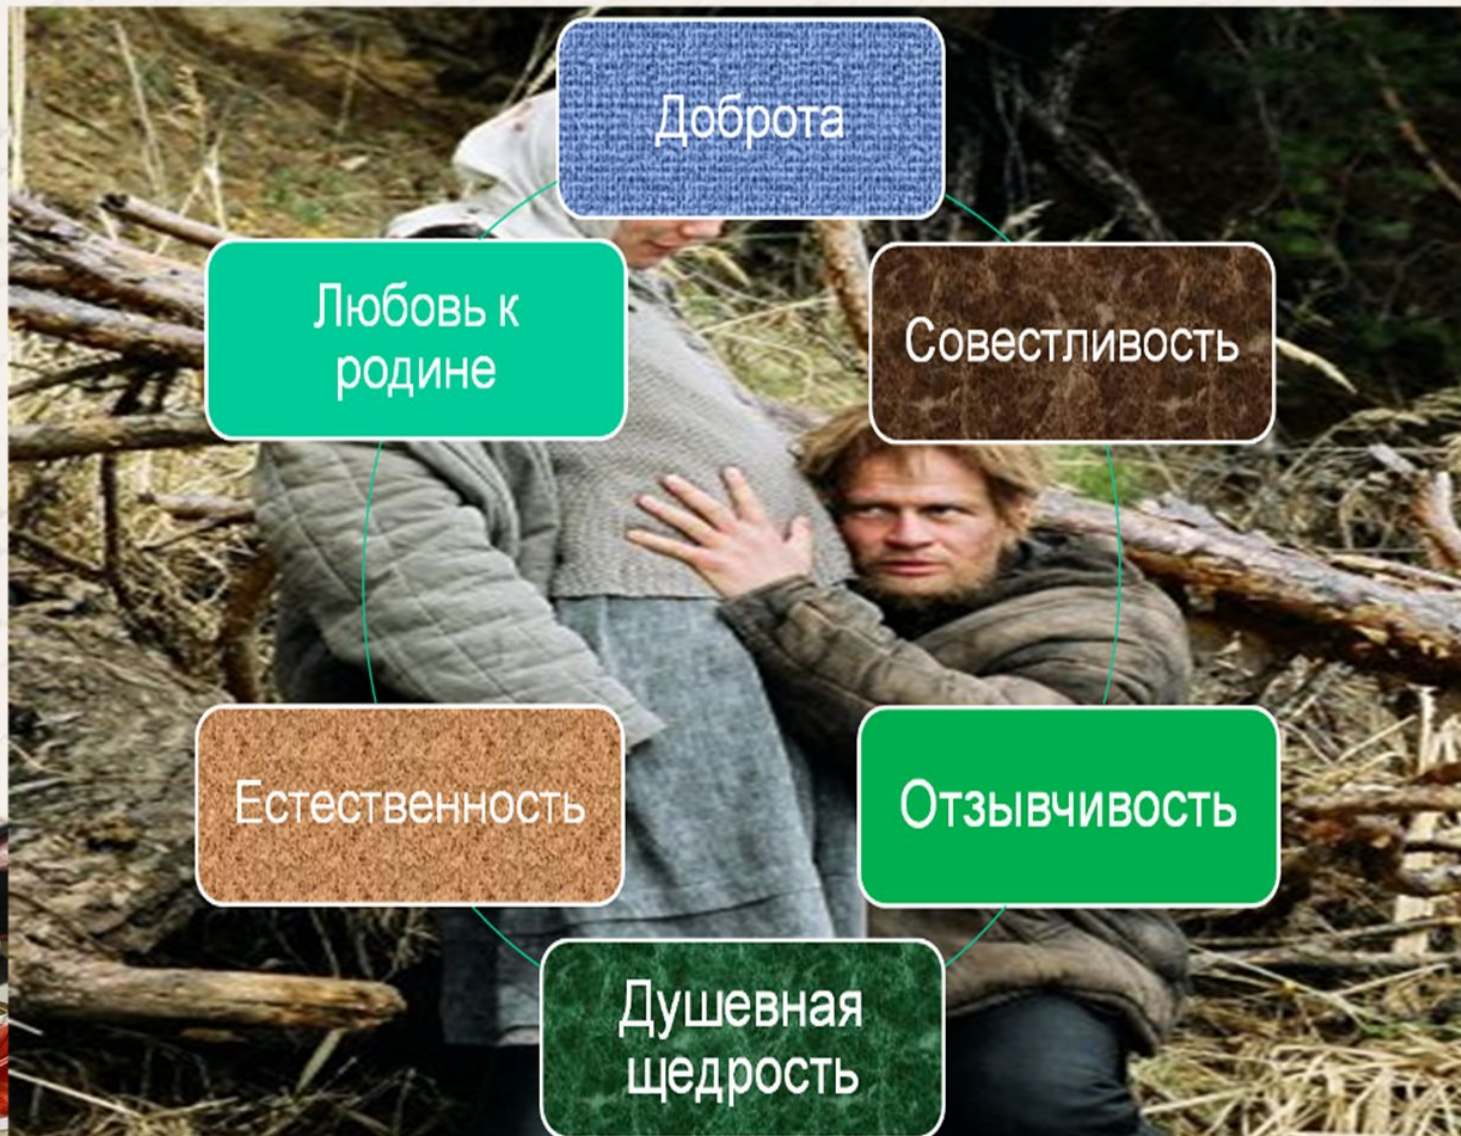 Доброта
Любовь к
родине
Совестливость
Естественность
Отзывчивость
Душевная
щедрость